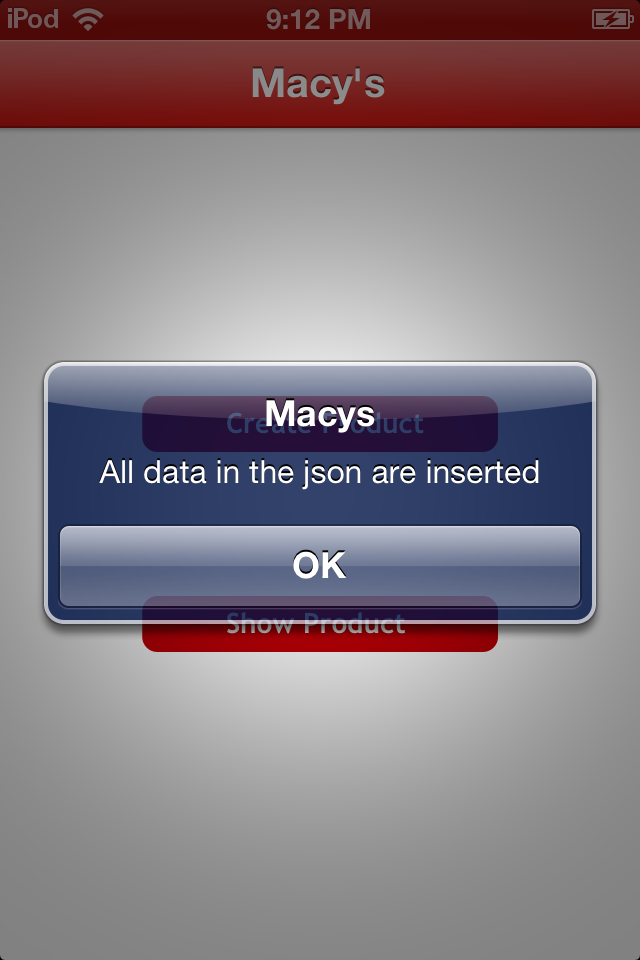 iPod 9:12 PM
Macy's
Macys
Create Product
All data in the json are inserted
OK
Show Product